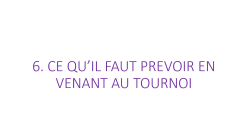 6. CE QU’IL FAUT PREVOIR EN
VENANT AU TOURNOI